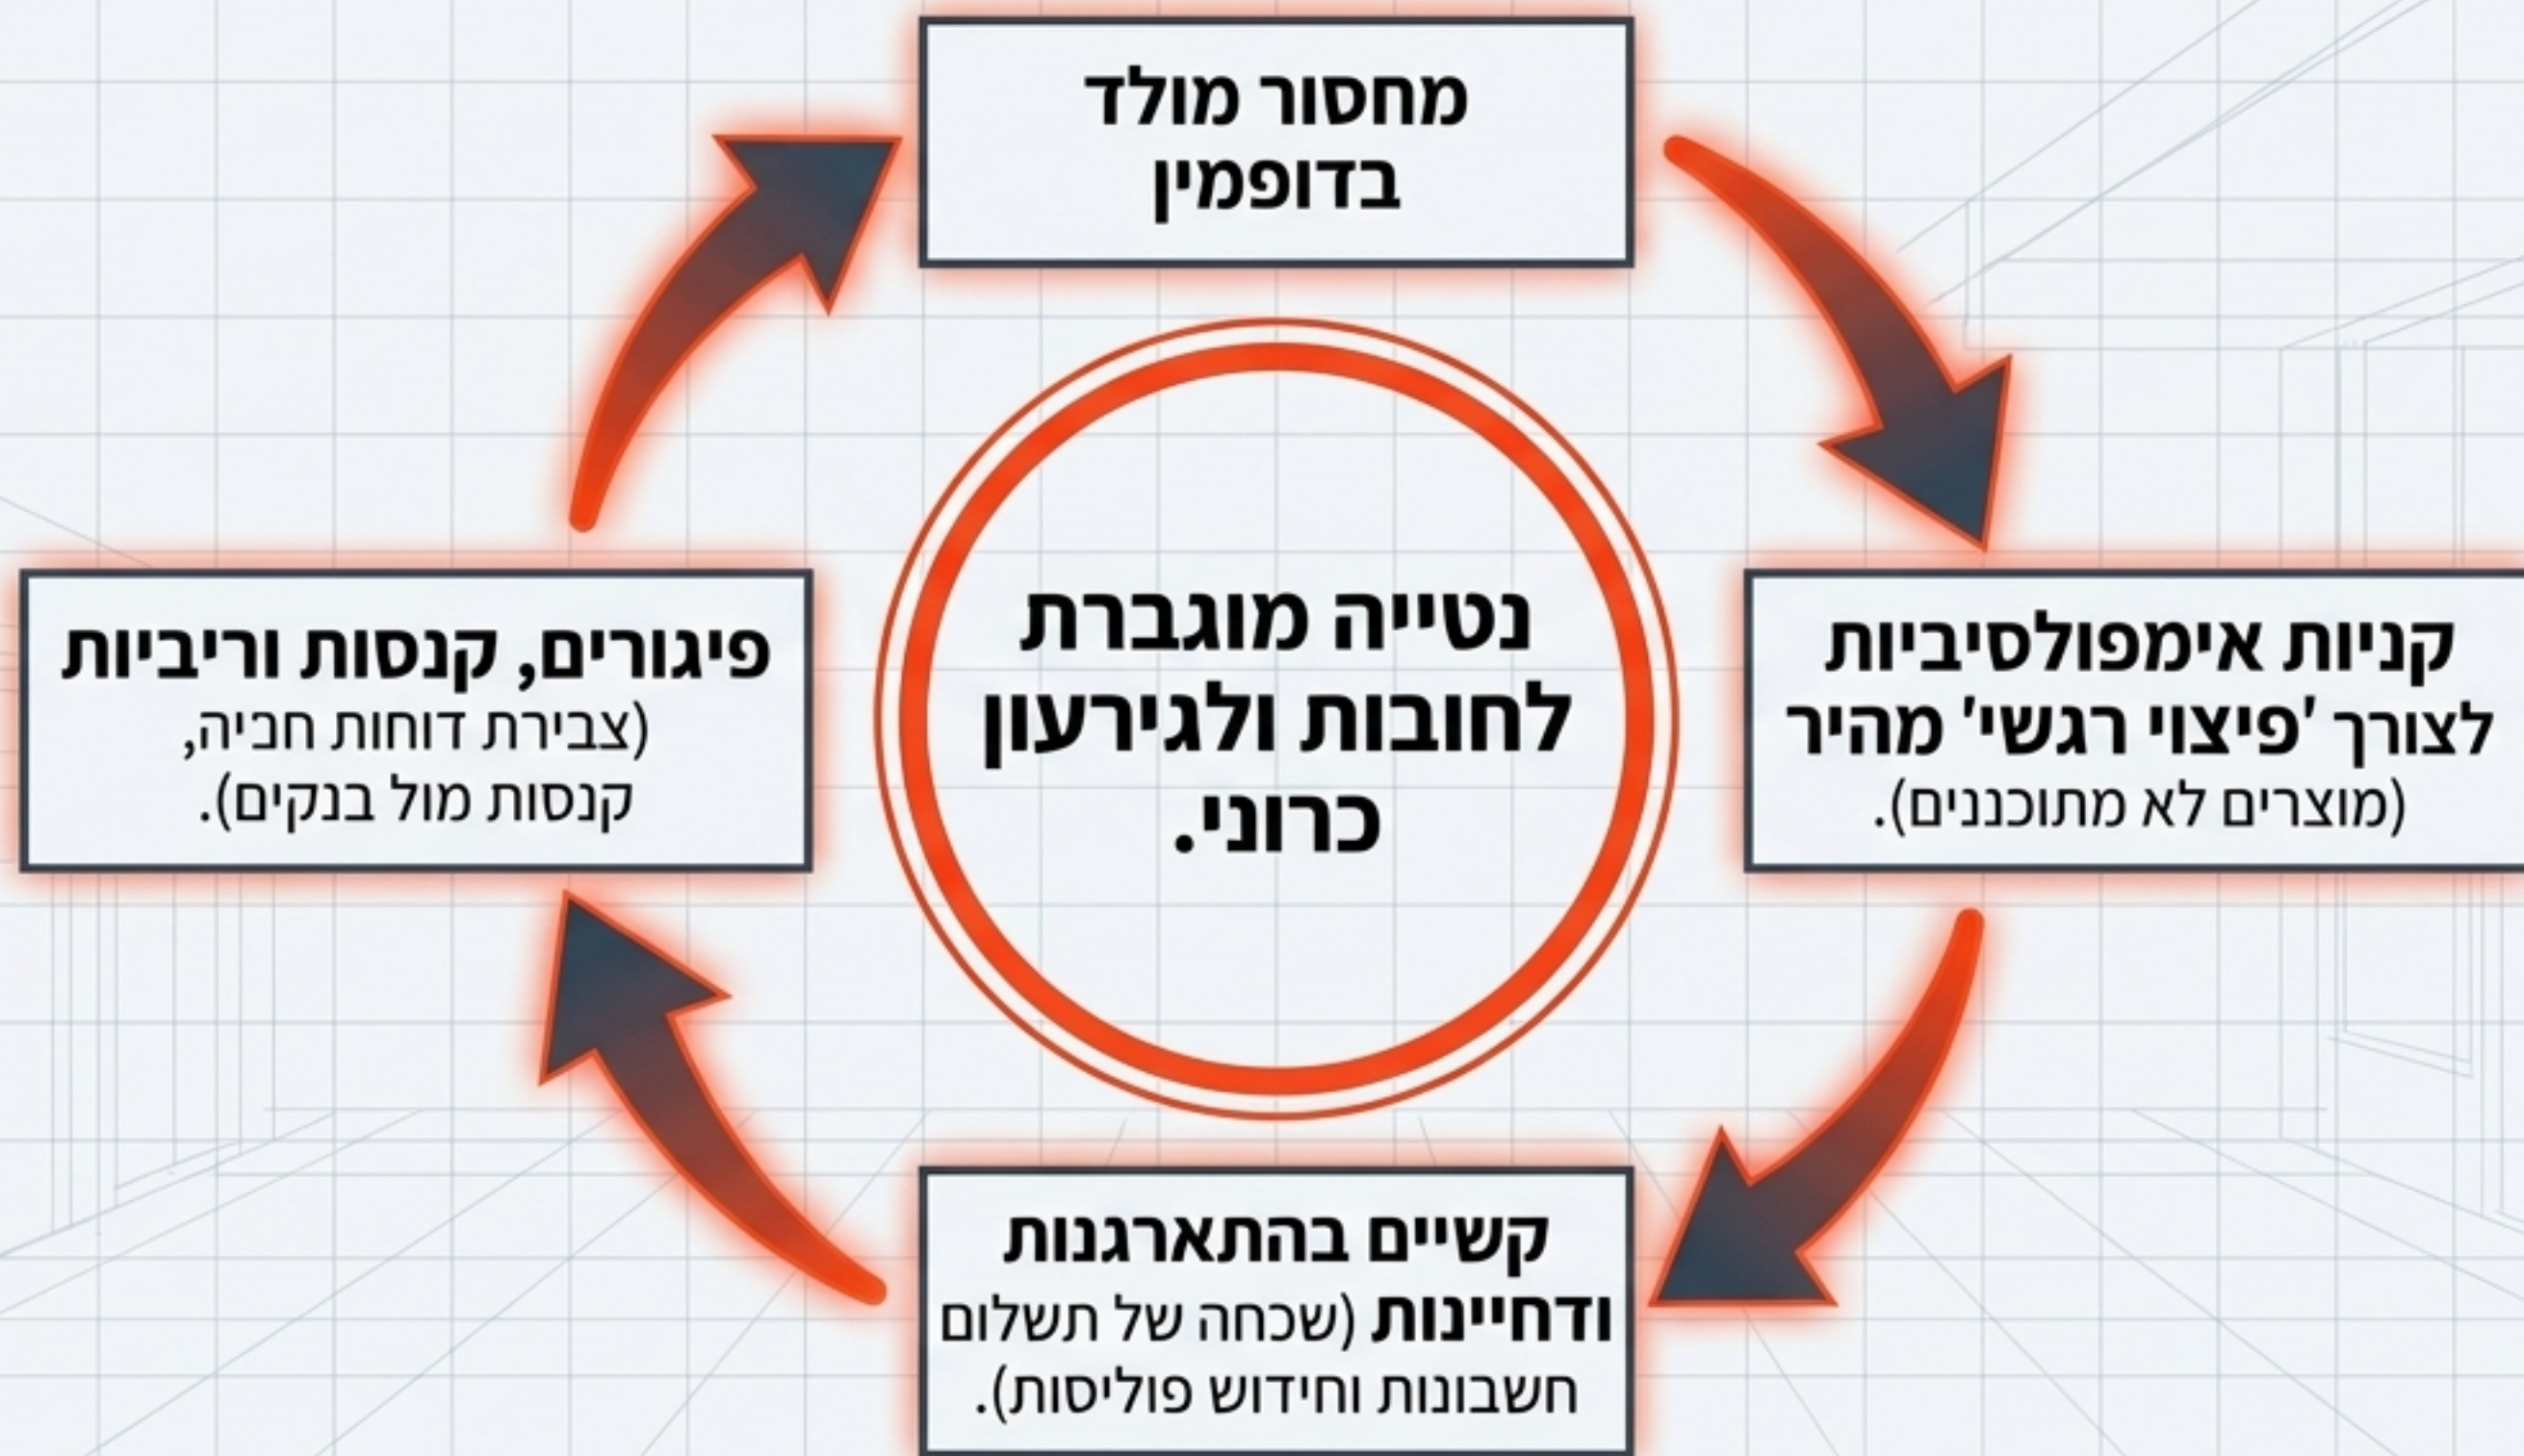 מחסור מולד
בדופמין
קניות אימפולסיביות
לצורך 'פיצוי רגשי' מהיר
(מוצרים לא מתוכננים).
קשיים בהתארגנות
ודחיינות (שכחה של תשלום
חשבונות וחידוש פוליסות).
פיגורים, קנסות וריביות
(צבירת דוחות חניה,
קנסות מול בנקים).
נטייה מוגברת
לחובות ולגירעון
כרוני.